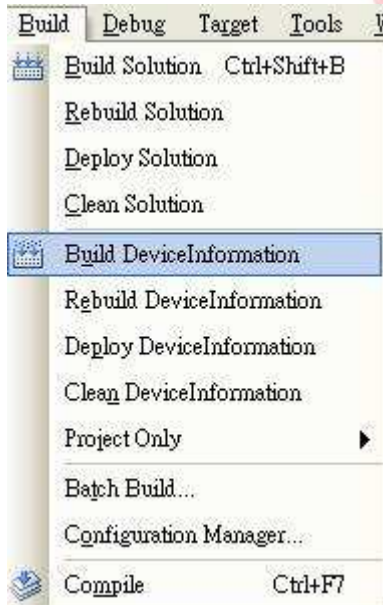 Build Debug Target Tools
Build Solution Ctrl+Shift+B
Rebuild Solution
Deploy Solution
Clean Solution
Build DeviceInformation
Rebuild DeviceInformation
Deploy DeviceInformation
Clean DeviceInformation
Project Only
Batch Build...
Configuration Manager...
Compile Ctrl+F7